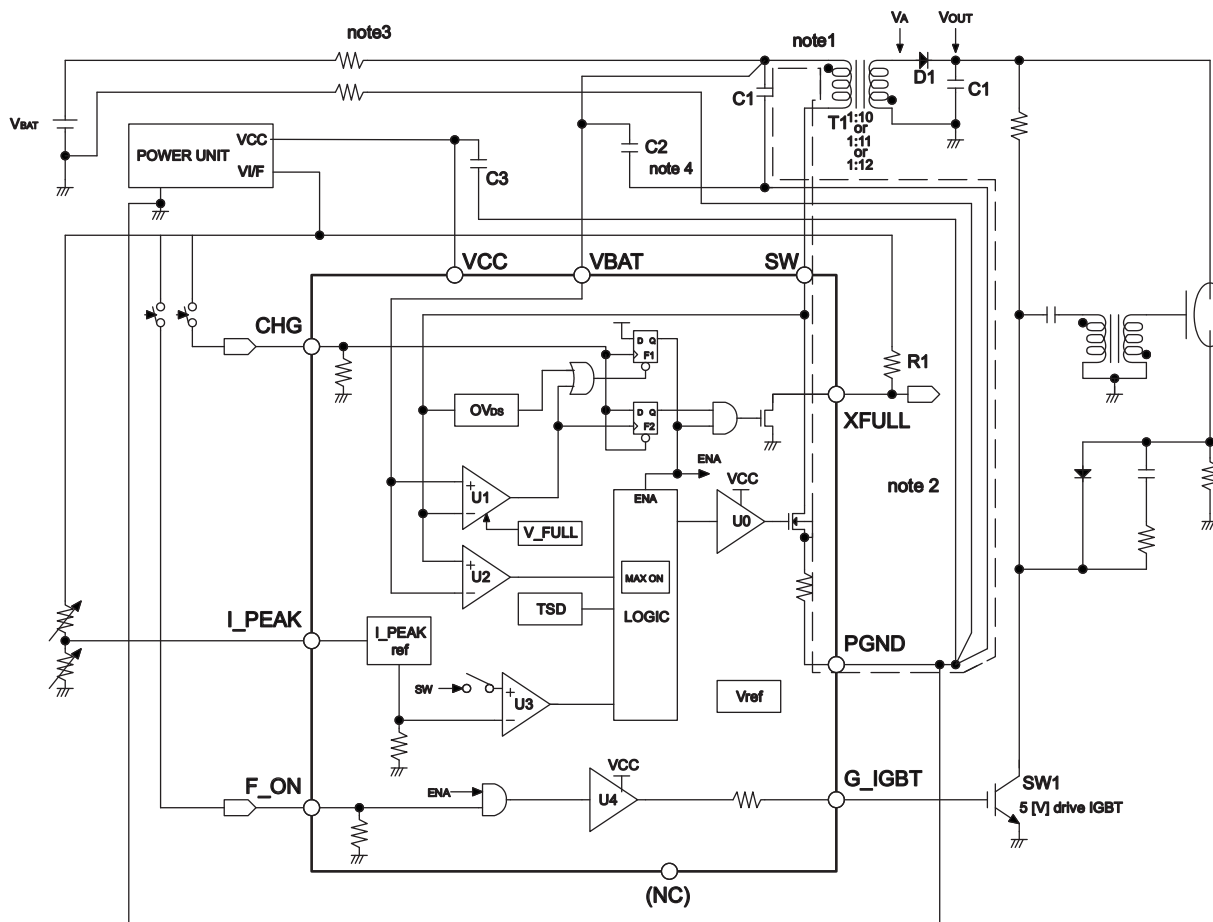 note3
note1
VA
VOUT
D1
C1
C1
T1
1:10
or
1:11
or
1:12
VBAT
POWER UNIT
VCC
VI/F
C3
C2
note 4
VCC
VBAT
SW
CHG
D Q
F1
R1
OVDS
D Q
F2
XFULL
ENA
note 2
U1
ENA
VCC
U0
V_FULL
U2
MAX ON
TSD
LOGIC
I_PEAK
I_PEAK
ref
PGND
SW
U3
Vref
F_ON
ENA
VCC
U4
G_IGBT
SW1
5 [V] drive IGBT
(NC)